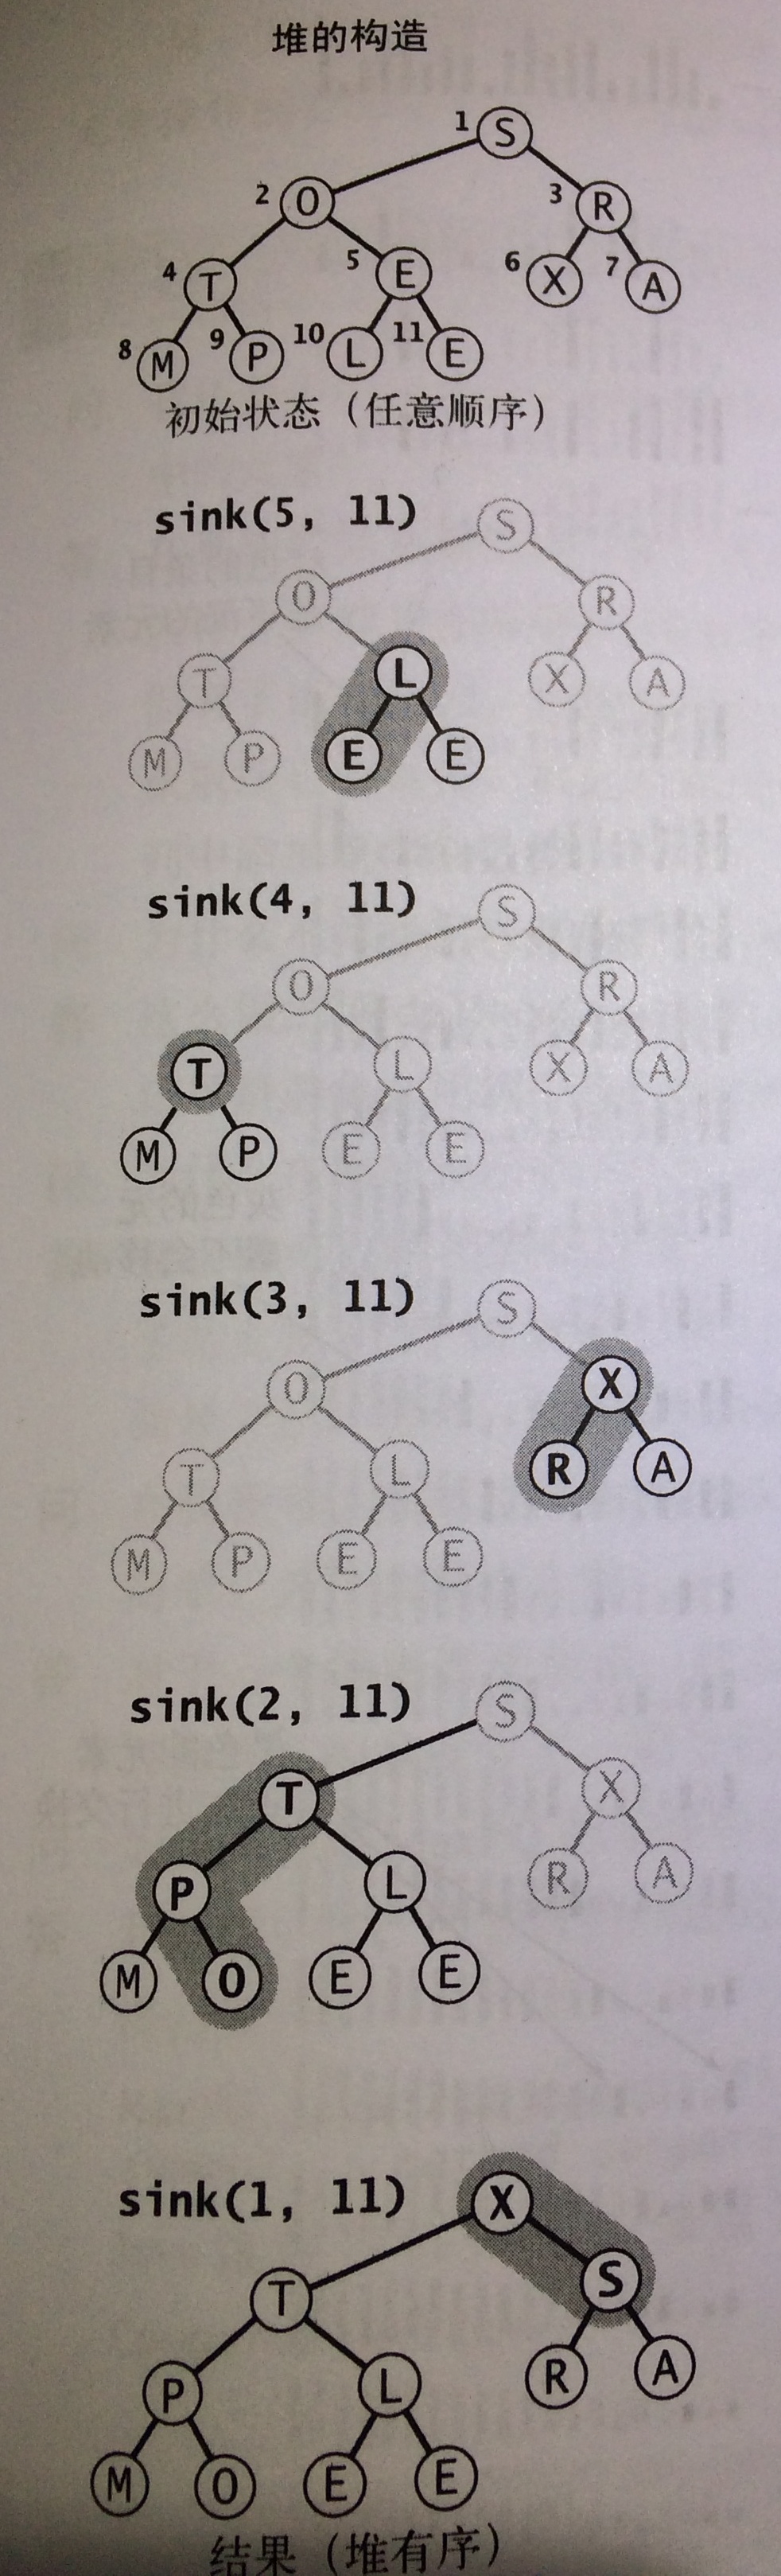 堆的构造
1 S
2 O 3 R
4 T 5 E 6 X 7 A
8 M 9 P 10 L 11 E
初始状态（任意顺序）
sink(5, 11) S
O R
T L X A
M P E E
sink(4, 11) S
O R
T L X A
M P E E
sink(3, 11) S
O X
T L R A
M P E E
sink(2, 11) S
T X
P L R A
M O E E
sink(1, 11) X
T S
P L R A
M O E E
结果（堆有序）